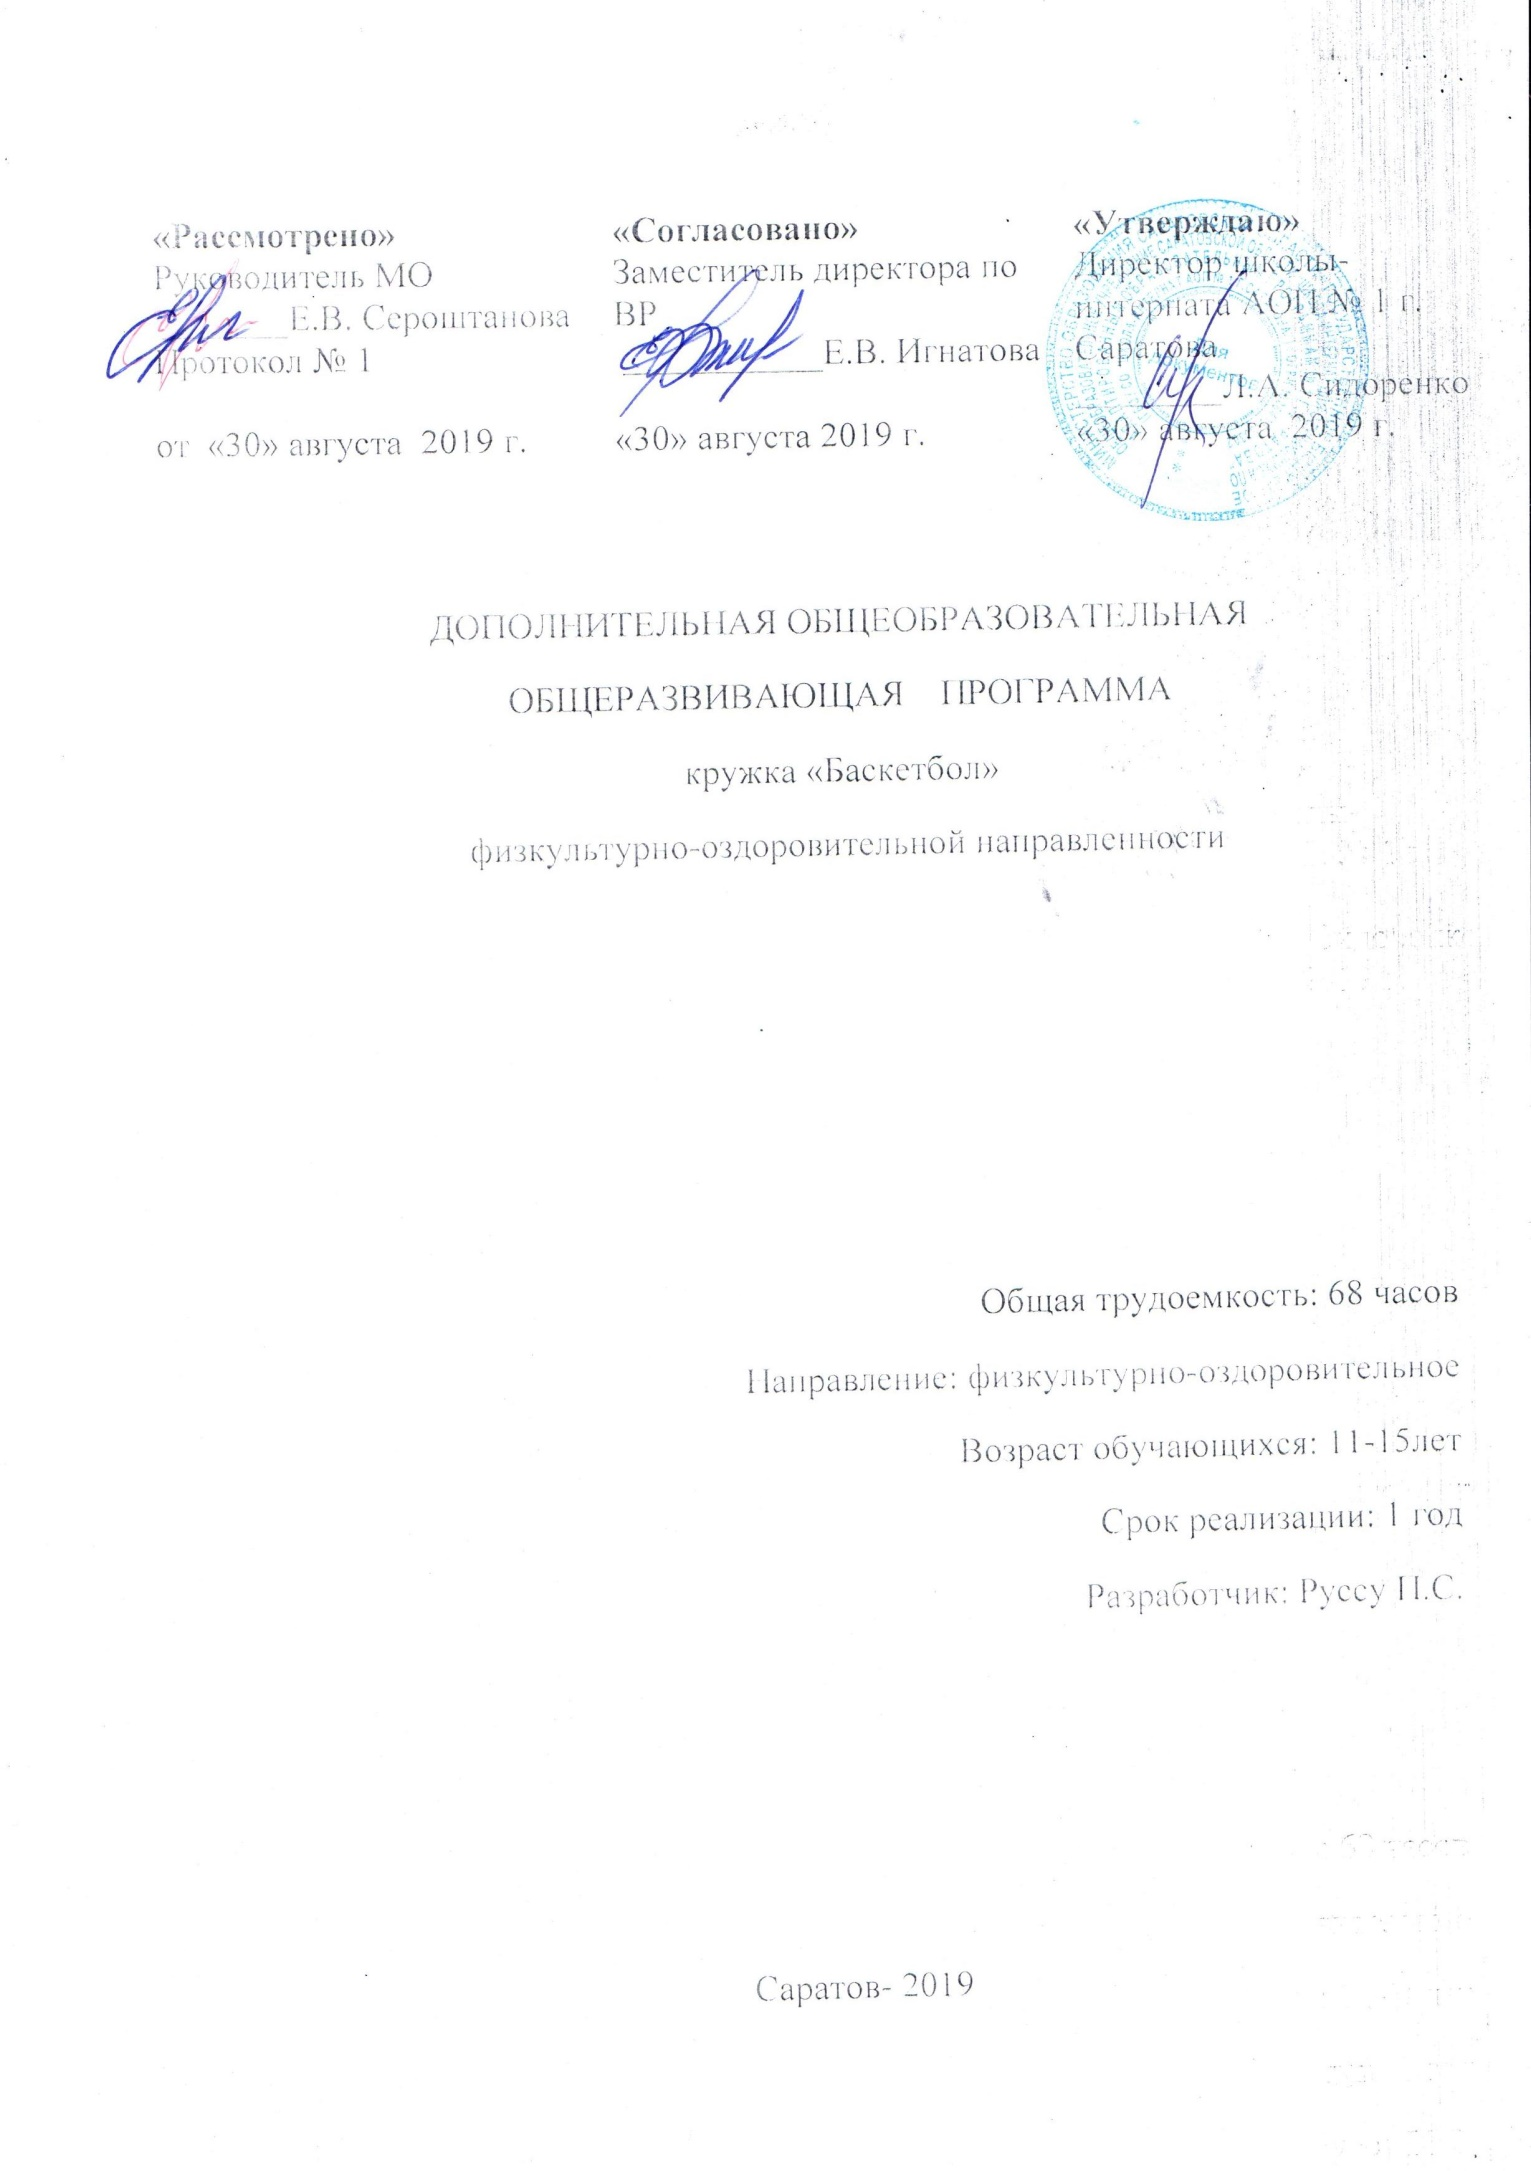 «Рассмотрено»
Руководитель МО
Е.В. Сероштанова
Протокол № 1
от «30» августа 2019 г.
«Согласовано»
Заместитель директора по
ВР
Е.В. Игнатова
«30» августа 2019 г.
«Утверждаю»
Директор школы-
интерната АОП № 1 г.
Саратова
Л.А. Сидоренко
«30» августа 2019 г.
ДОПОЛНИТЕЛЬНАЯ ОБЩЕОБРАЗОВАТЕЛЬНАЯ
ОБЩЕРАЗВИВАЮЩАЯ ПРОГРАММА
кружка «Баскетбол»
физкультурно-оздоровительной направленности
Общая трудоемкость: 68 часов
Направление: физкультурно-оздоровительное
Возраст обучающихся: 11-15лет
Срок реализации: 1 год
Разработчик: Руссу Н.С.
Саратов- 2019